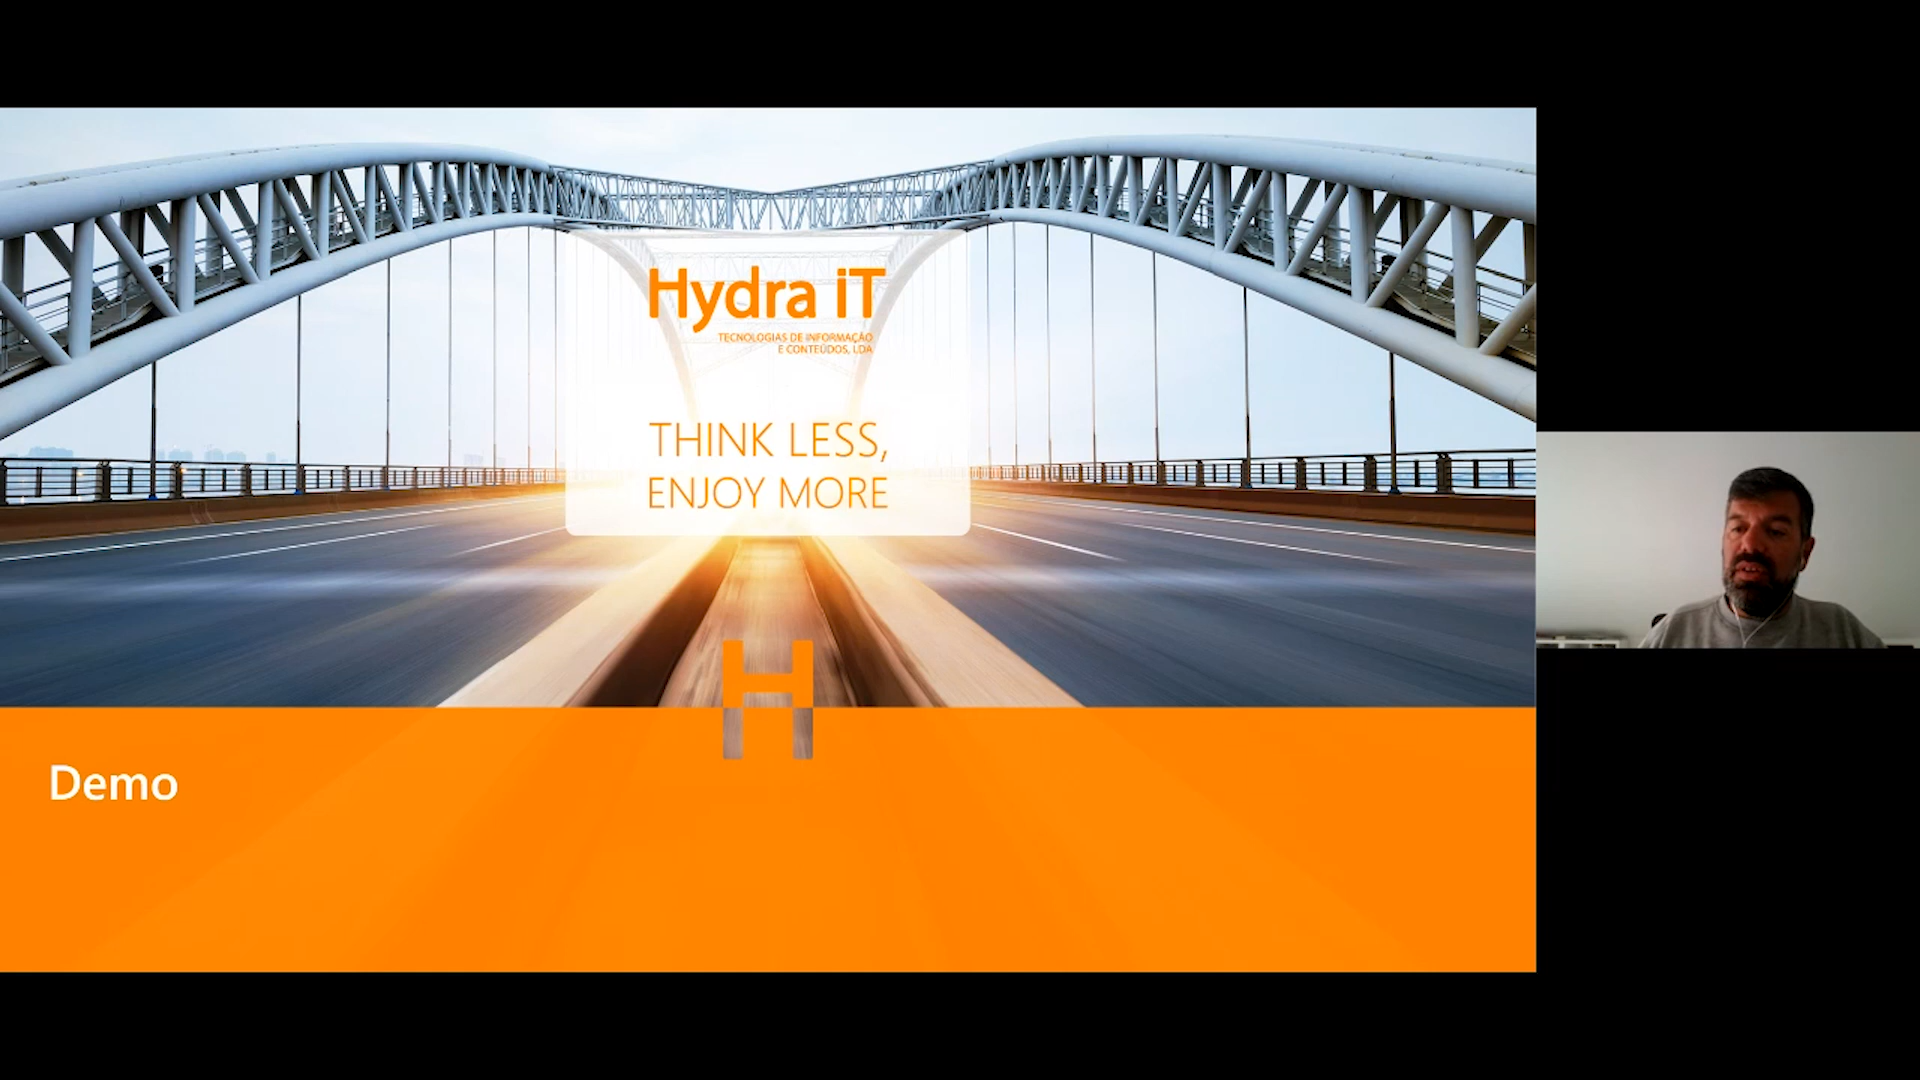 Hydra iT
TECNOLOGIAS DE INFORMAÇÃO
E CONTEÚDOS, LDA
THINK LESS,
ENJOY MORE
H
Demo